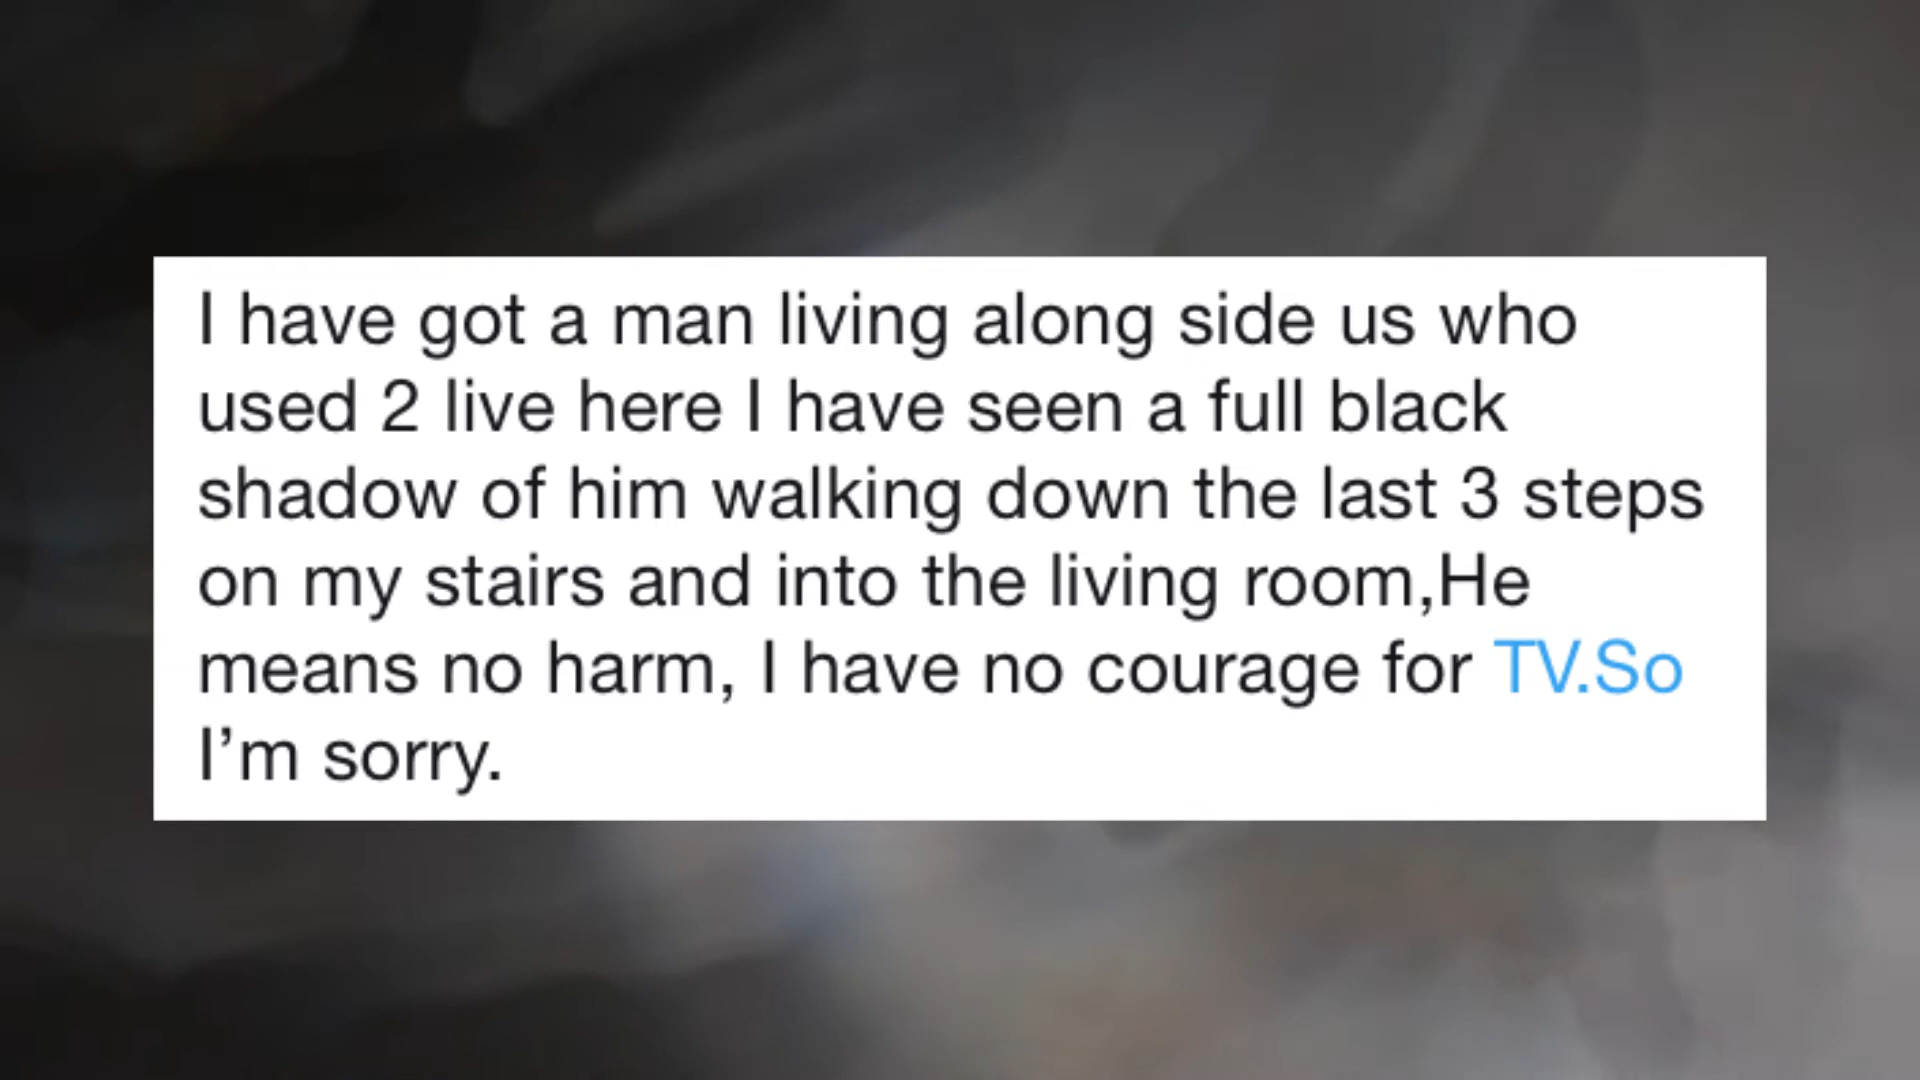 I have got a man living along side us who
used 2 live here I have seen a full black
shadow of him walking down the last 3 steps
on my stairs and into the living room,He
means no harm, I have no courage for TV.So
I’m sorry.